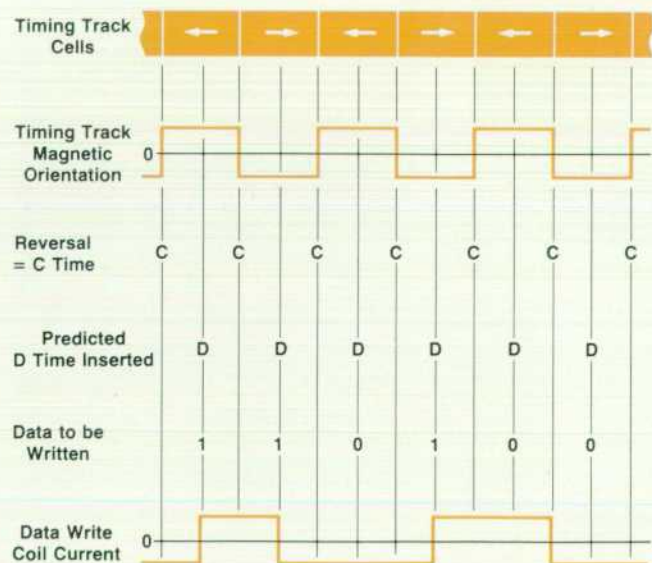 Timing Track
Cells
Timing Track
Magnetic
Orientation
0
Reversal
= C Time
C C C C C C C
Predicted
D Time Inserted
D D D D D D
Data to be
Written
1 1 0 1 0 0
Data Write
Coil Current
0